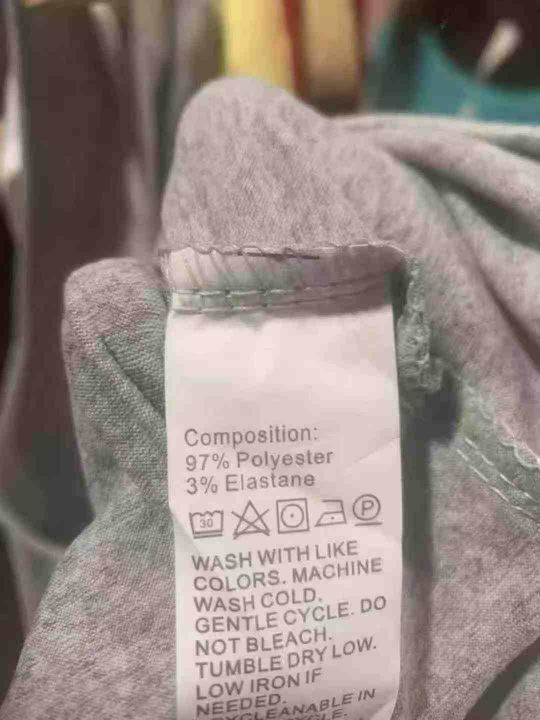 Composition:
97% Polyester
3% Elastane
30 P
WASH WITH LIKE
COLORS. MACHINE
WASH COLD.
GENTLE CYCLE. DO
NOT BLEACH.
TUMBLE DRY LOW.
LOW IRON IF
NEEDED.
IN